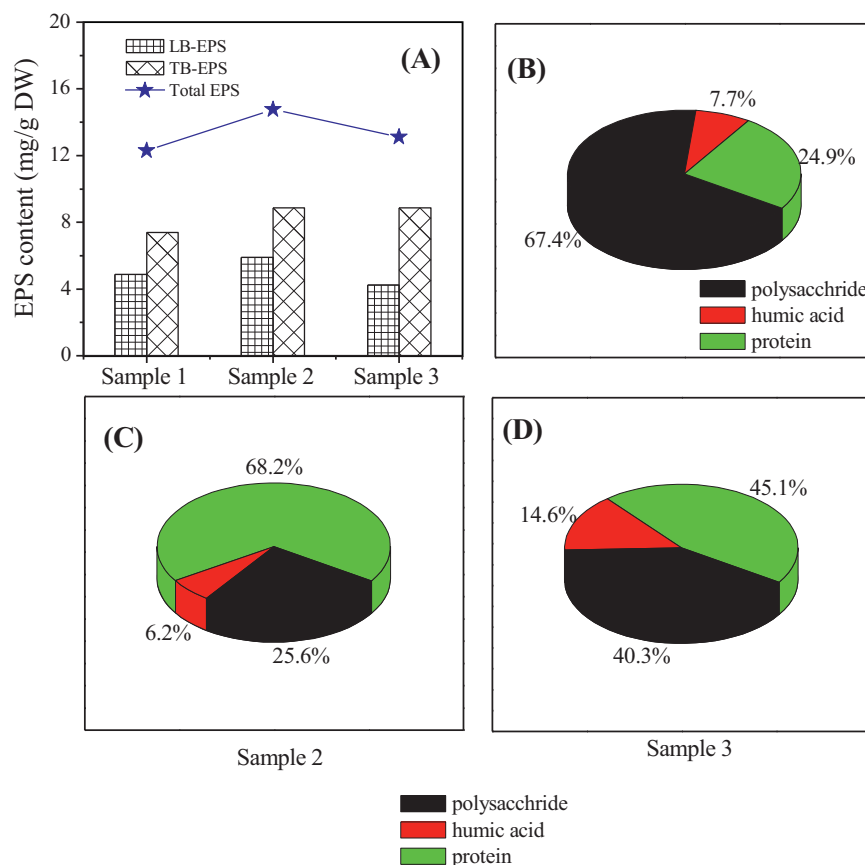 20
16
12
8
4
0
EPS content (mg/g DW)
LB-EPS
TB-EPS
Total EPS
(A)
Sample 1 Sample 2 Sample 3
(B)
7.7%
24.9%
67.4%
polysacchride
humic acid
protein
(C)
68.2%
6.2%
25.6%
Sample 2
(D)
45.1%
14.6%
40.3%
Sample 3
polysacchride
humic acid
protein